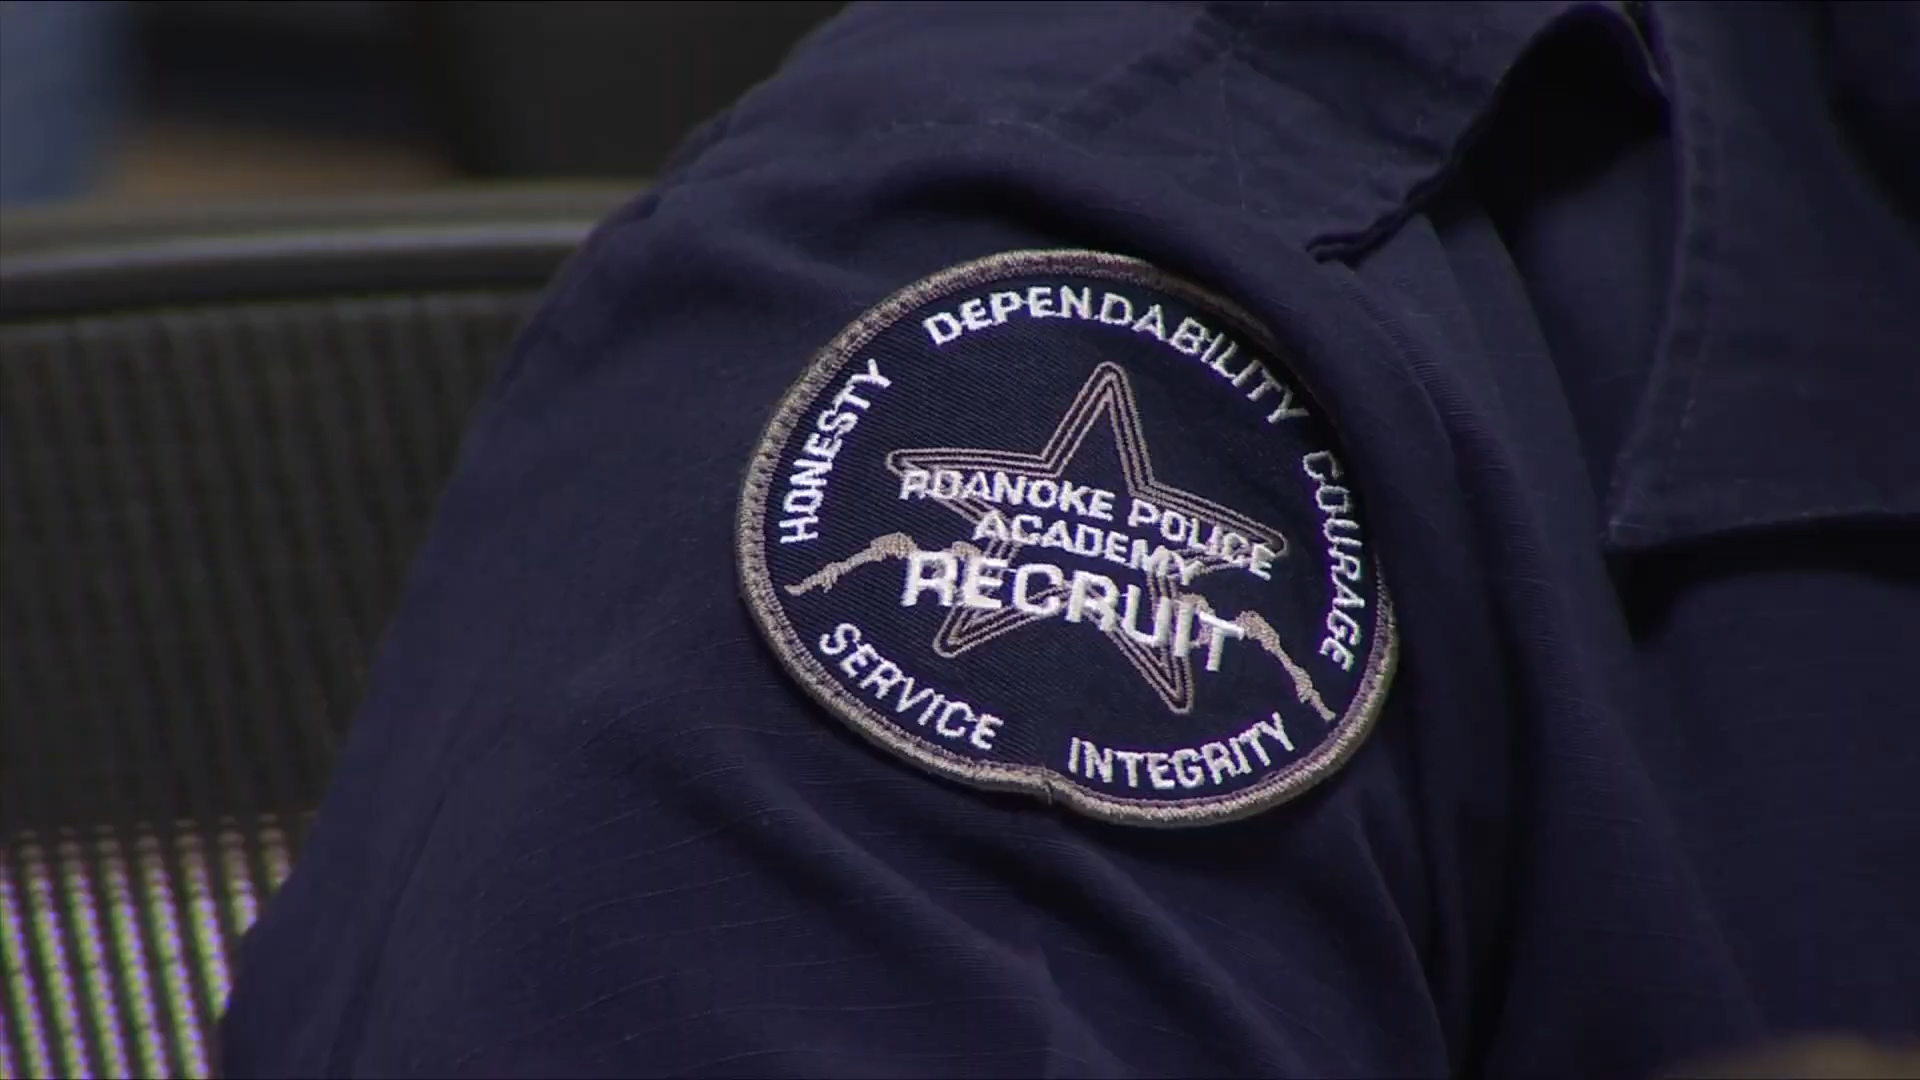 HONESTY
DEPENDABILITY
COURAGE
ROANOKE POLICE
ACADEMY
RECRUIT
SERVICE
INTEGRITY